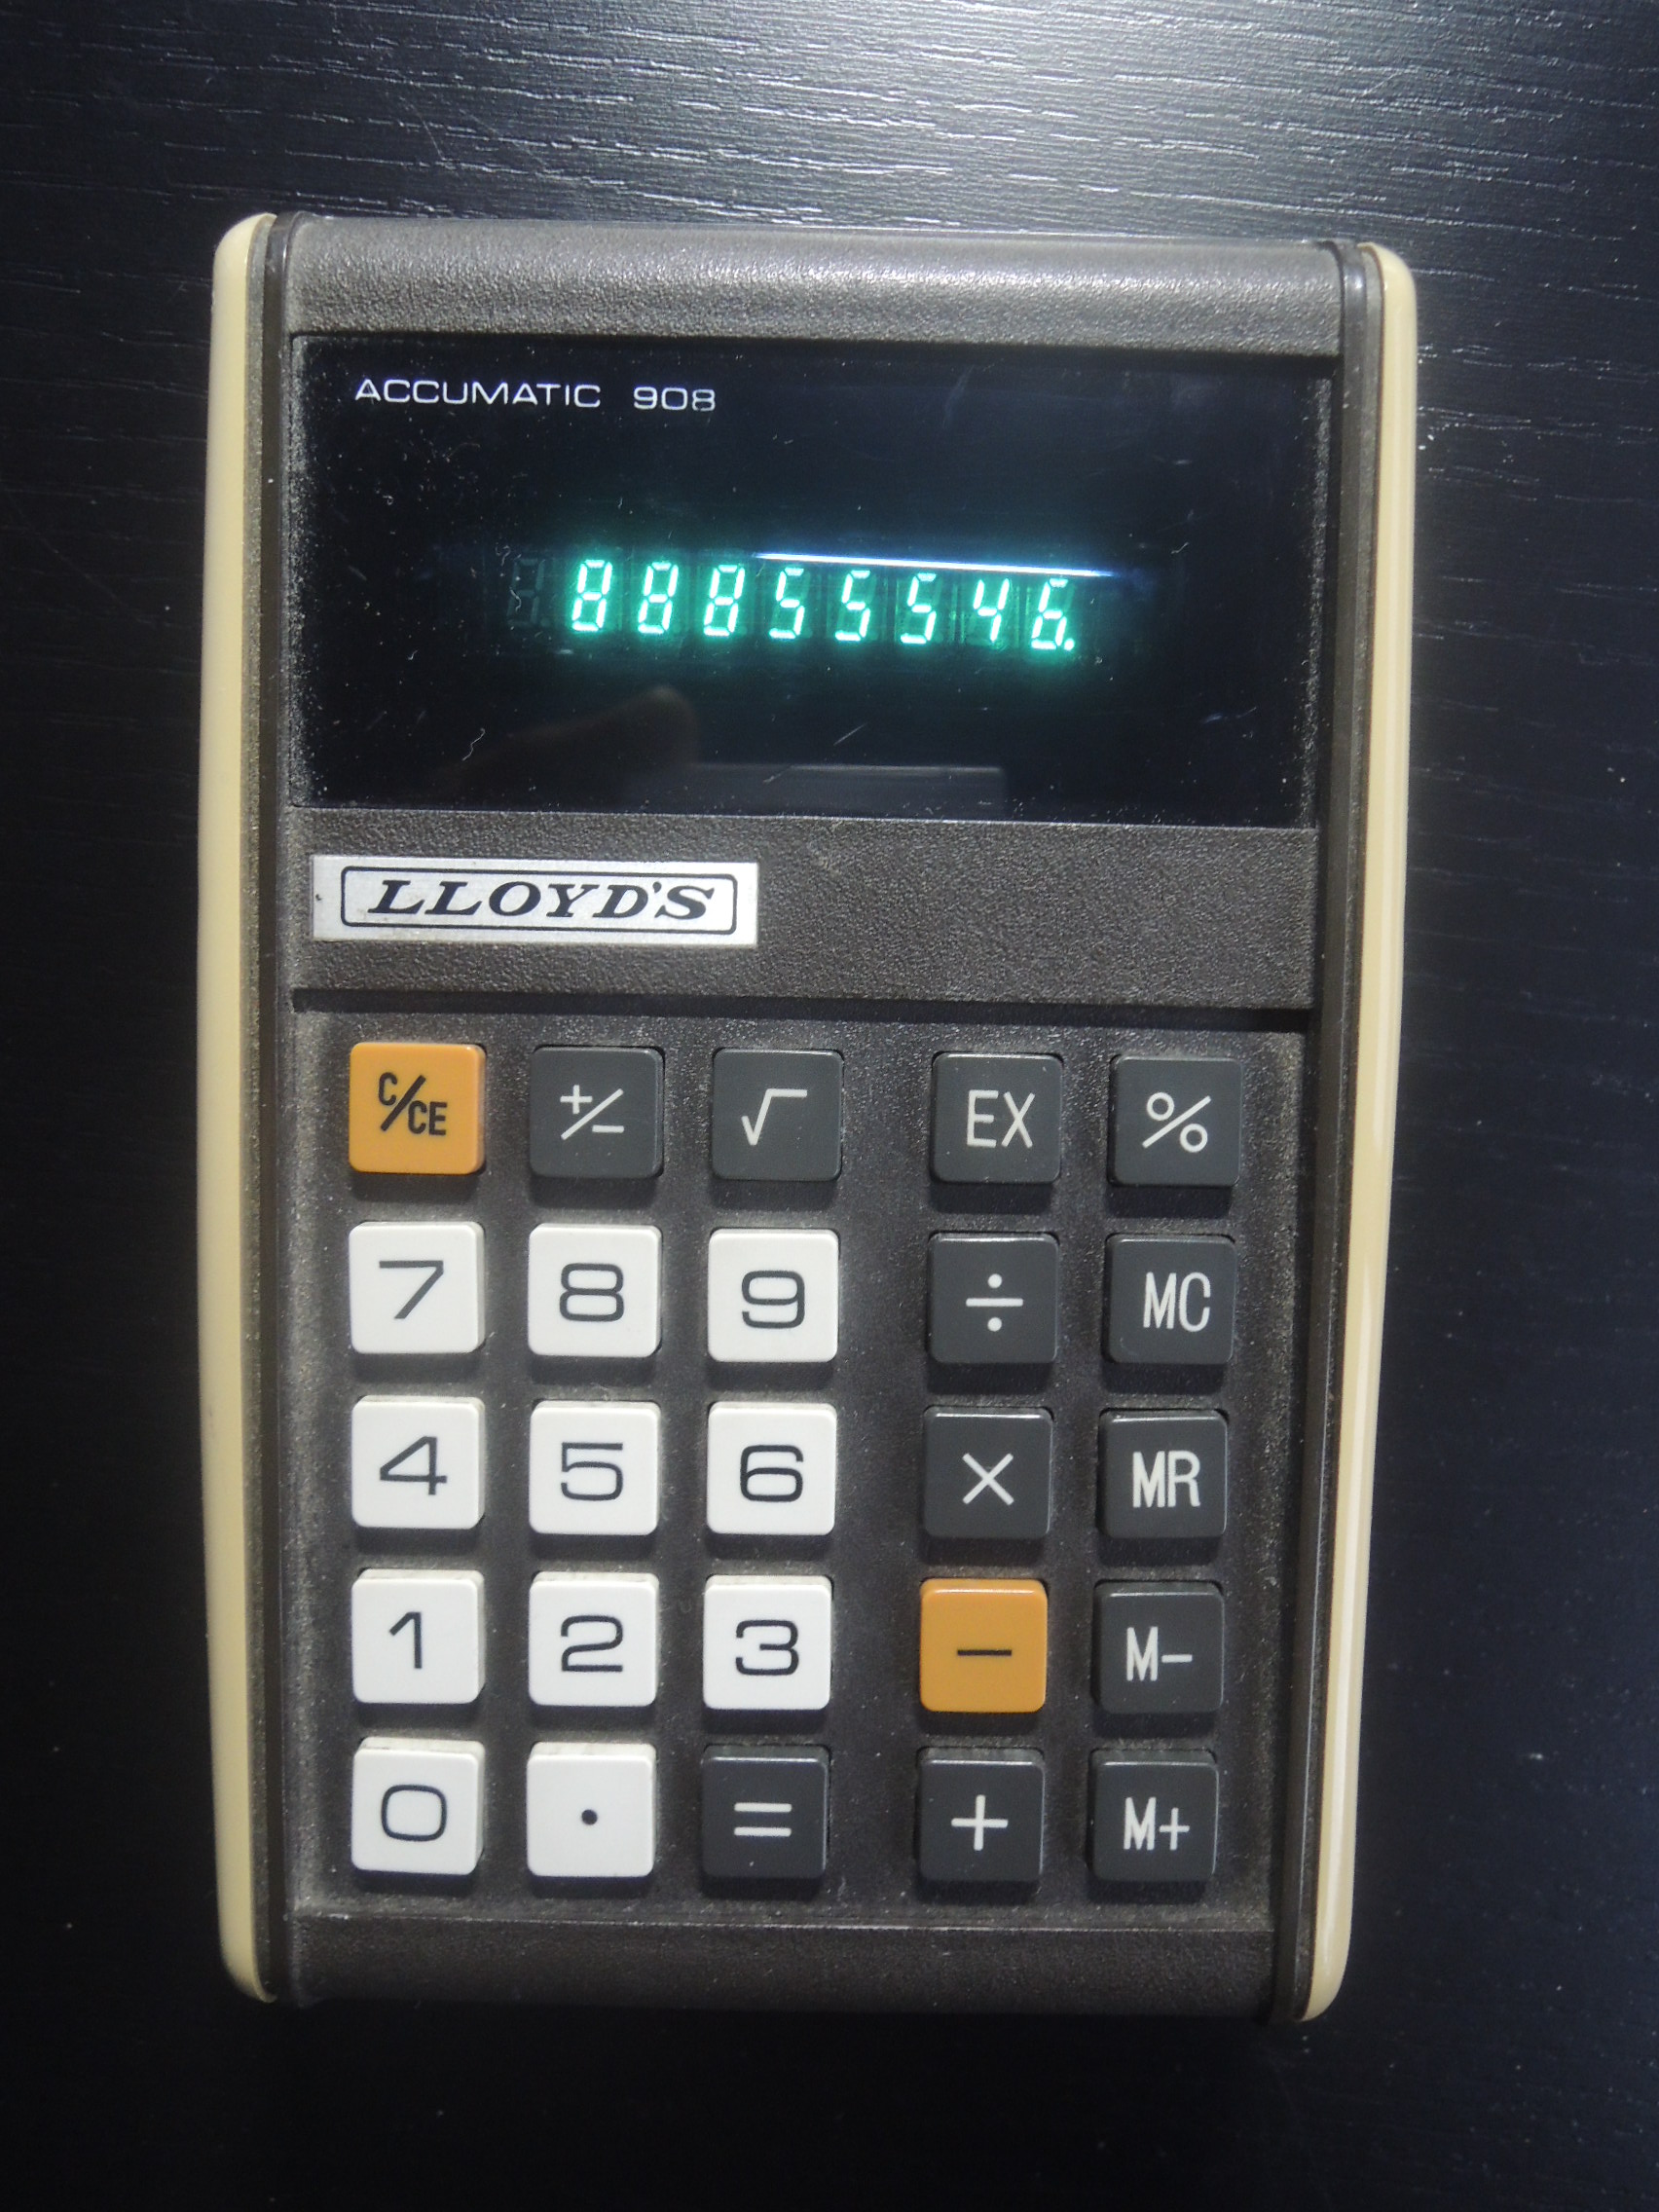 ACCUMATIC 908
88855546.
LLOYD'S
C/CE +/− √ EX %
7 8 9 ÷ MC
4 5 6 × MR
1 2 3 − M−
0 . = + M+